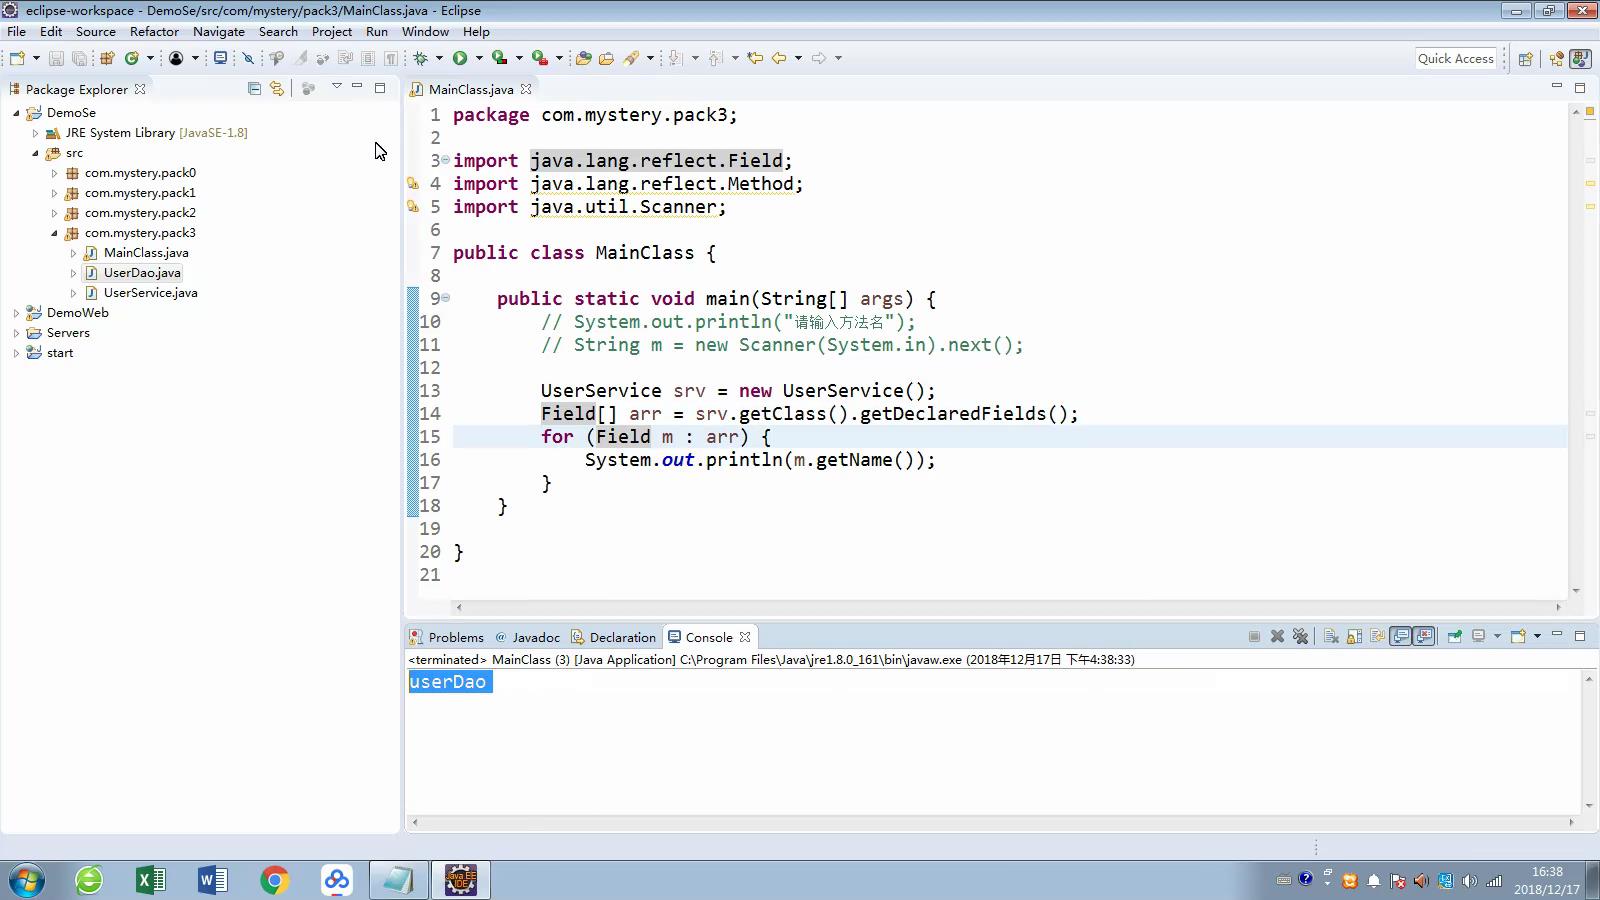 eclipse-workspace - DemoSe/src/com/mystery/pack3/MainClass.java - Eclipse
File Edit Source Refactor Navigate Search Project Run Window Help
Quick Access
Package Explorer
DemoSe
JRE System Library [JavaSE-1.8]
src
com.mystery.pack0
com.mystery.pack1
com.mystery.pack2
com.mystery.pack3
MainClass.java
UserDao.java
UserService.java
DemoWeb
Servers
start
MainClass.java
1 package com.mystery.pack3;
2
3 import java.lang.reflect.Field;
4 import java.lang.reflect.Method;
5 import java.util.Scanner;
6
7 public class MainClass {
8
9 public static void main(String[] args) {
10 // System.out.println("请输入方法名");
11 // String m = new Scanner(System.in).next();
12
13 UserService srv = new UserService();
14 Field[] arr = srv.getClass().getDeclaredFields();
15 for (Field m : arr) {
16 System.out.println(m.getName());
17 }
18 }
19
20 }
21
Problems @ Javadoc Declaration Console
<terminated> MainClass (3) [Java Application] C:\Program Files\Java\jre1.8.0_161\bin\javaw.exe (2018年12月17日 下午4:38:33)
userDao
Java EE
IDE
16:38
2018/12/17